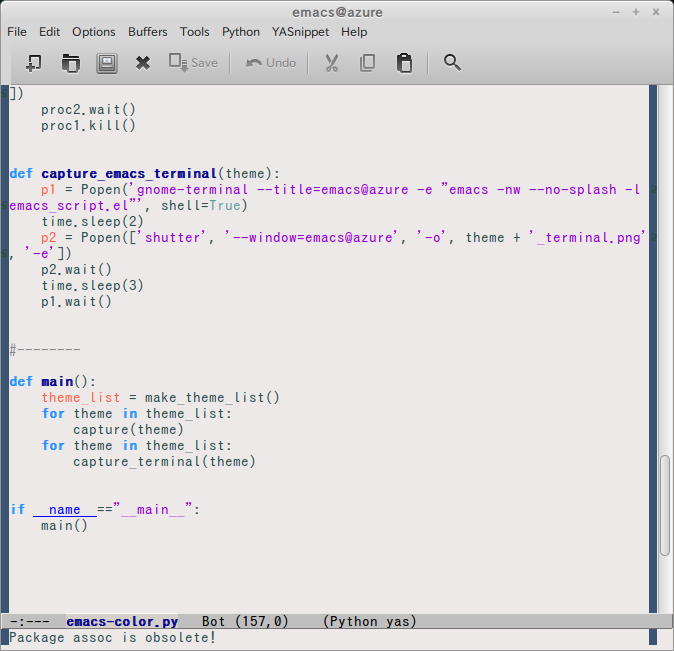 emacs@azure
File Edit Options Buffers Tools Python YASnippet Help
Save Undo
])
    proc2.wait()
    proc1.kill()
def capture_emacs_terminal(theme):
    p1 = Popen('gnome-terminal --title=emacs@azure -e "emacs -nw --no-splash -l
emacs_script.el"', shell=True)
    time.sleep(2)
    p2 = Popen(['shutter', '--window=emacs@azure', '-o', theme + '_terminal.png'
, '-e'])
    p2.wait()
    time.sleep(3)
    p1.wait()
#--------
def main():
    theme_list = make_theme_list()
    for theme in theme_list:
        capture(theme)
    for theme in theme_list:
        capture_terminal(theme)
if __name__=="__main__":
    main()
-:---  emacs-color.py   Bot (157,0)    (Python yas)
Package assoc is obsolete!